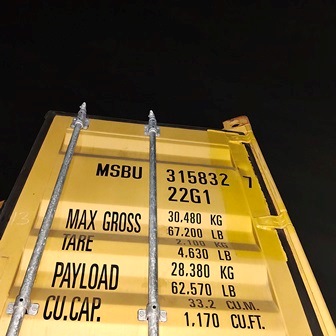 MSBU 315832 7
22G1
MAX GROSS 30.480 KG
67.200 LB
TARE 2.100 KG
4.630 LB
PAYLOAD 28.380 KG
62.570 LB
CU.CAP. 33.2 CU.M.
1.170 CU.FT.